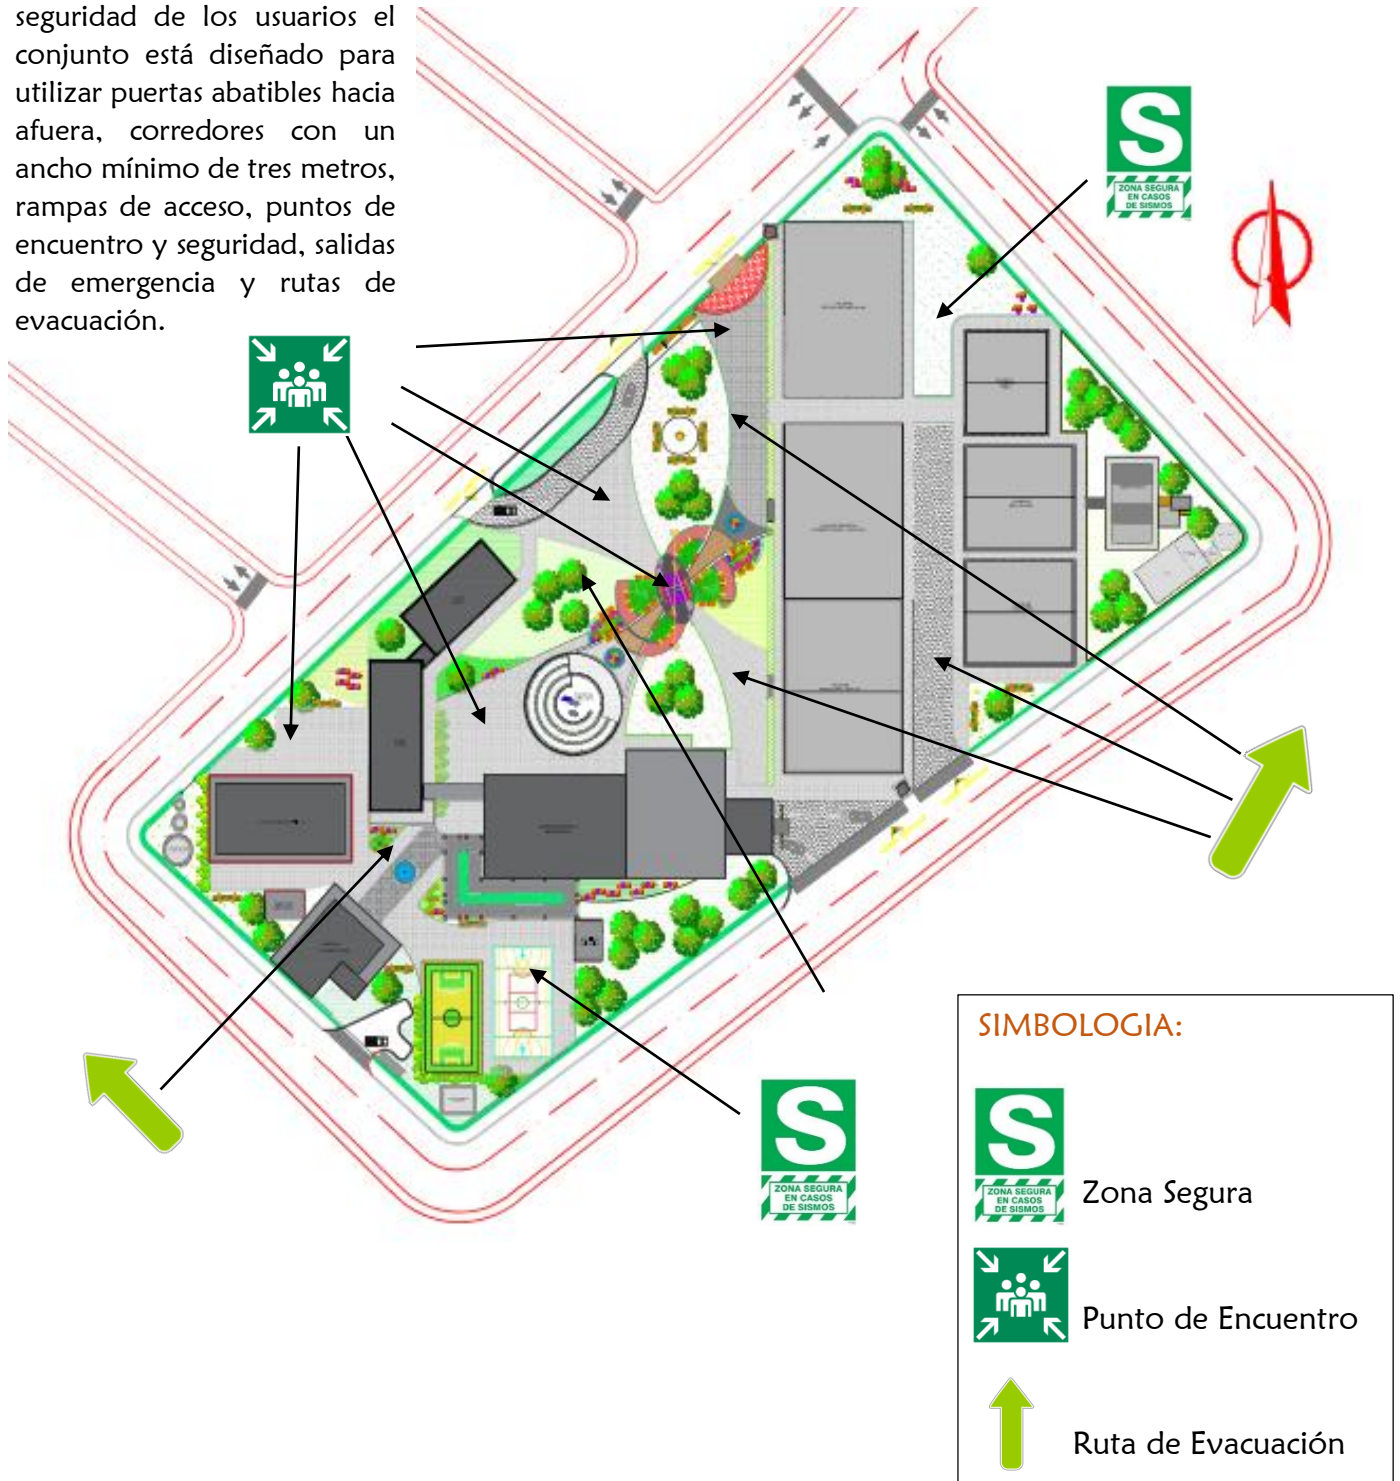 seguridad de los usuarios el
conjunto está diseñado para
utilizar puertas abatibles hacia
afuera, corredores con un
ancho mínimo de tres metros,
rampas de acceso, puntos de
encuentro y seguridad, salidas
de emergencia y rutas de
evacuación.
S
ZONA SEGURA
EN CASOS
DE SISMOS
S
ZONA SEGURA
EN CASOS
DE SISMOS
SIMBOLOGIA:
S
ZONA SEGURA
EN CASOS
DE SISMOS
Zona Segura
Punto de Encuentro
Ruta de Evacuación